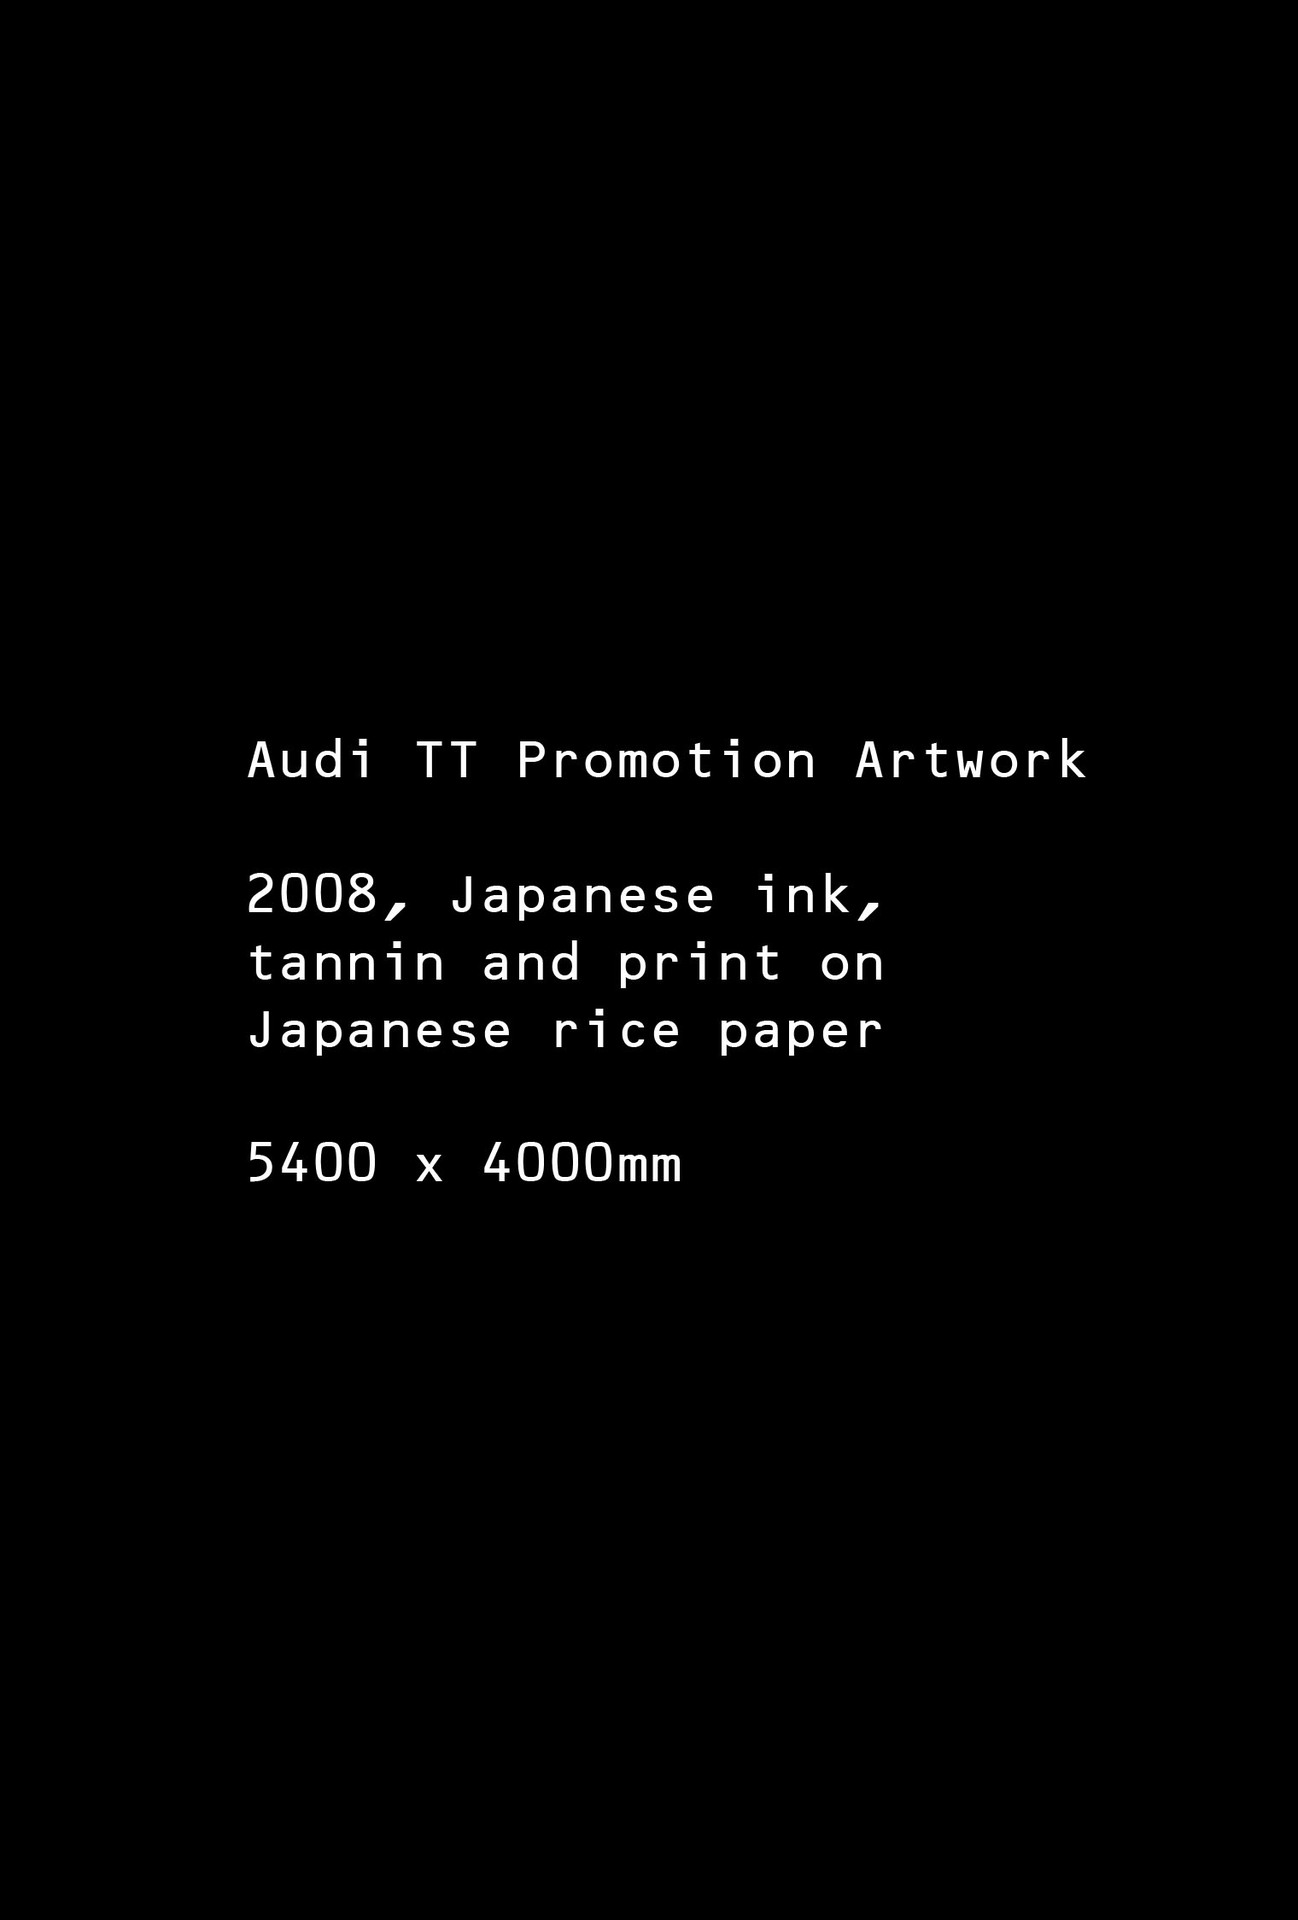 Audi TT Promotion Artwork
2008, Japanese ink,
tannin and print on
Japanese rice paper
5400 x 4000mm